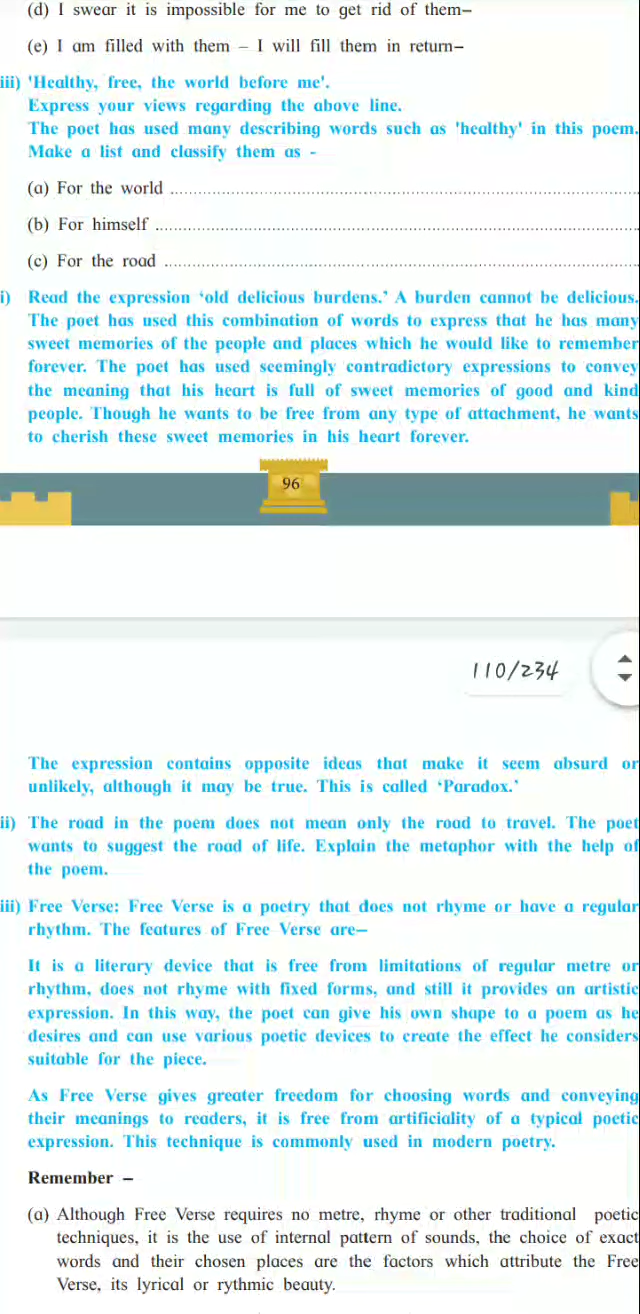 (d) I swear it is impossible for me to get rid of them–
(e) I am filled with them – I will fill them in return–
iii) 'Healthy, free, the world before me'.
Express your views regarding the above line.
The poet has used many describing words such as 'healthy' in this poem.
Make a list and classify them as -
(a) For the world ................................................................
(b) For himself ................................................................
(c) For the road ................................................................
i) Read the expression 'old delicious burdens.' A burden cannot be delicious.
The poet has used this combination of words to express that he has many
sweet memories of the people and places which he would like to remember
forever. The poet has used seemingly contradictory expressions to convey
the meaning that his heart is full of sweet memories of good and kind
people. Though he wants to be free from any type of attachment, he wants
to cherish these sweet memories in his heart forever.
96
110/234
The expression contains opposite ideas that make it seem absurd or
unlikely, although it may be true. This is called 'Paradox.'
ii) The road in the poem does not mean only the road to travel. The poet
wants to suggest the road of life. Explain the metaphor with the help of
the poem.
iii) Free Verse: Free Verse is a poetry that does not rhyme or have a regular
rhythm. The features of Free Verse are–
It is a literary device that is free from limitations of regular metre or
rhythm, does not rhyme with fixed forms, and still it provides an artistic
expression. In this way, the poet can give his own shape to a poem as he
desires and can use various poetic devices to create the effect he considers
suitable for the piece.
As Free Verse gives greater freedom for choosing words and conveying
their meanings to readers, it is free from artificiality of a typical poetic
expression. This technique is commonly used in modern poetry.
Remember –
(a) Although Free Verse requires no metre, rhyme or other traditional poetic
techniques, it is the use of internal pattern of sounds, the choice of exact
words and their chosen places are the factors which attribute the Free
Verse, its lyrical or rythmic beauty.